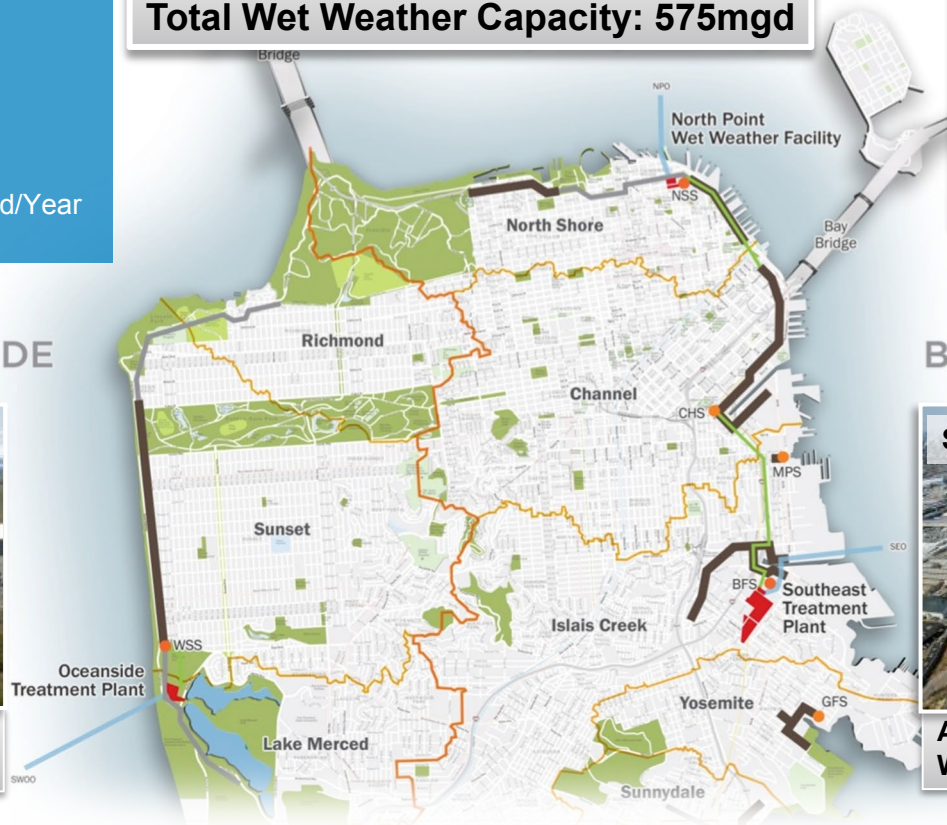 Total Wet Weather Capacity: 575mgd
Bridge
NPO
North Point
Wet Weather Facility
d/Year
NSS
North Shore
Bay
Bridge
DE
Richmond
B
Channel
CHS
S
MPS
Sunset
SEO
BFS
Southeast
Treatment
Plant
Islais Creek
WSS
Oceanside
Treatment Plant
Yosemite
GFS
Lake Merced
A
W
SWOO
Sunnydale